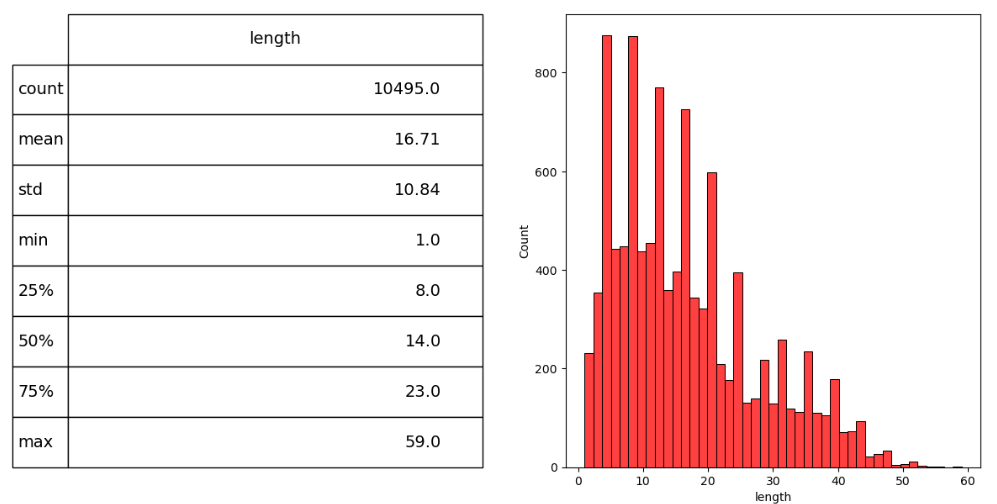 length
count 10495.0
mean 16.71
std 10.84
min 1.0
25% 8.0
50% 14.0
75% 23.0
max 59.0
Count
800
600
400
200
0
0 10 20 30 40 50 60
length